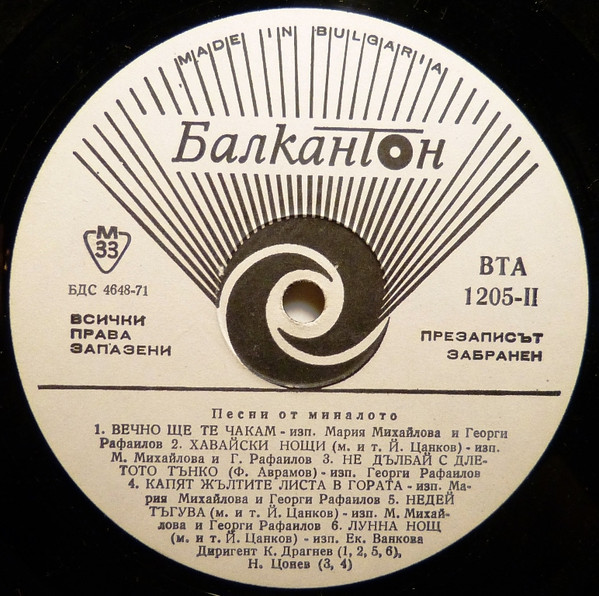 MADE IN BULGARIA
Балкантон
М
33
БДС 4648-71
ВСИЧКИ
ПРАВА
ЗАПАЗЕНИ
ВТА
1205-II
ПРЕЗАПИСЪТ
ЗАБРАНЕН
Песни от миналото
1. ВЕЧНО ЩЕ ТЕ ЧАКАМ - изп. Мария Михайлова и Георги
Рафаилов 2. ХАВАЙСКИ НОЩИ (м. и т. Й. Цанков) - изп.
М. Михайлова и Г. Рафаилов 3. НЕ ДЪЛБАЙ С ДЛЕ-
ТОТО ТЪНКО (Ф. Аврамов) - изп. Георги Рафаилов
4. КАПЯТ ЖЪЛТИТЕ ЛИСТА В ГОРАТА - изп. Ма-
рия Михайлова и Георги Рафаилов 5. НЕДЕЙ
ТЪГУВА (м. и т. Й. Цанков) - изп. М. Михай-
лова и Георги Рафаилов 6. ЛУННА НОЩ
(м. и т. Й. Цанков) - изп. Ек. Ванкова
Диригент К. Драгнев (1, 2, 5, 6),
Н. Цонев (3, 4)